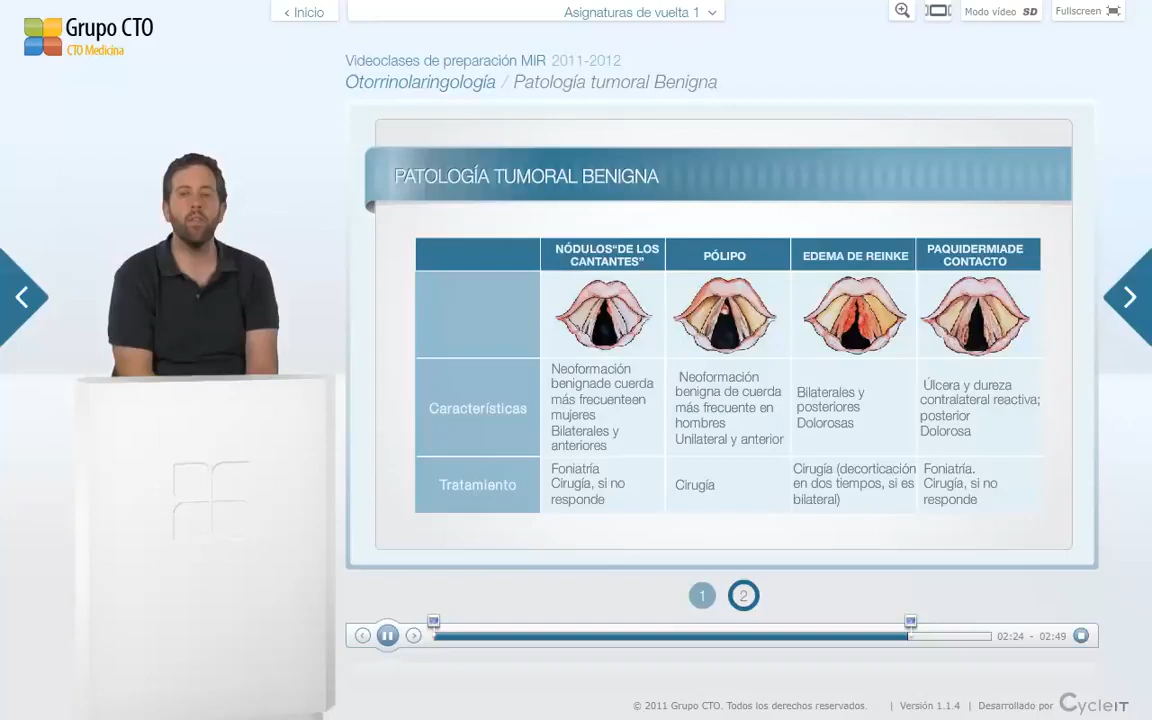 Grupo CTO
CTO Medicina
‹ Inicio
Asignaturas de vuelta 1
Modo vídeo SD
Fullscreen
Videoclases de preparación MIR 2011-2012
Otorrinolaringología / Patología tumoral Benigna
PATOLOGÍA TUMORAL BENIGNA
NÓDULOS“DE LOS
CANTANTES”
PÓLIPO
EDEMA DE REINKE
PAQUIDERMIADE
CONTACTO
Características
Neoformación
benignade cuerda
más frecuenteen
mujeres
Bilaterales y
anteriores
Neoformación
benigna de cuerda
más frecuente en
hombres
Unilateral y anterior
Bilaterales y
posteriores
Dolorosas
Úlcera y dureza
contralateral reactiva;
posterior
Dolorosa
Tratamiento
Foniatría
Cirugía, si no
responde
Cirugía
Cirugía (decorticación
en dos tiempos, si es
bilateral)
Foniatría.
Cirugía, si no
responde
1
2
02:24 - 02:49
© 2011 Grupo CTO. Todos los derechos reservados. | Versión 1.1.4 | Desarrollado por CycleIT